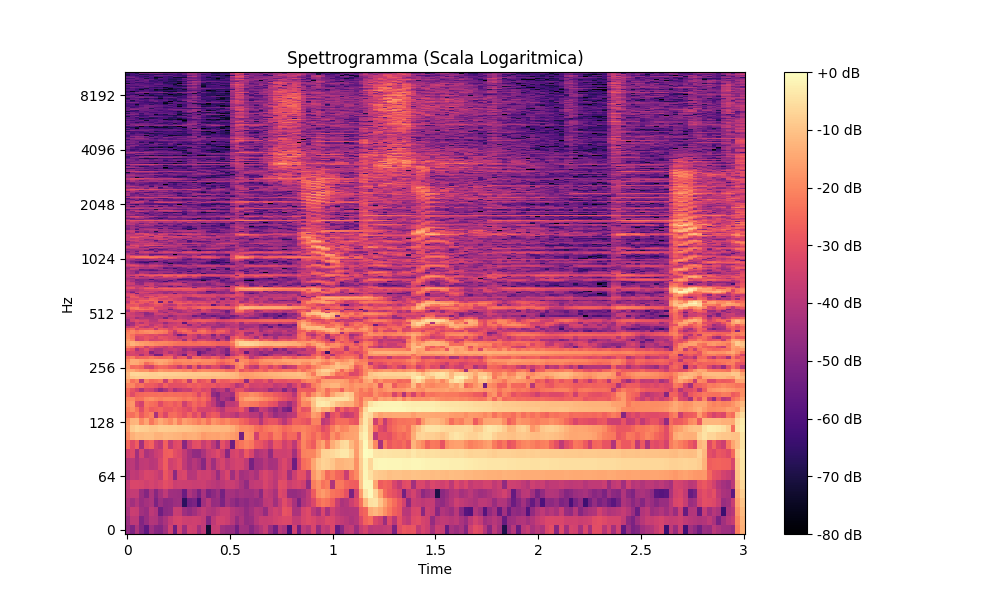 Spettrogramma (Scala Logaritmica)
8192
4096
2048
1024
512
256
128
64
0
Hz
0
0.5
1
1.5
2
2.5
3
Time
+0 dB
-10 dB
-20 dB
-30 dB
-40 dB
-50 dB
-60 dB
-70 dB
-80 dB